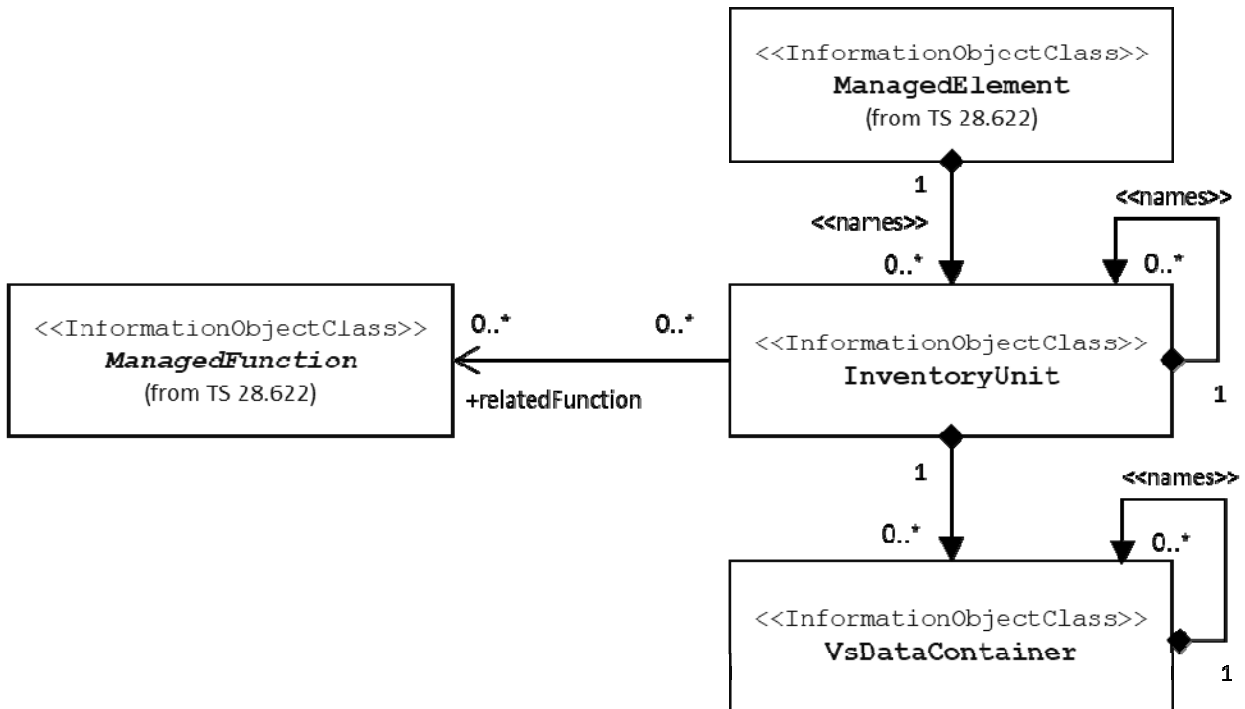 <<InformationObjectClass>>
ManagedElement
(from TS 28.622)
1
<<names>>
0..*
<<names>>
0..*
1
<<InformationObjectClass>>
ManagedFunction
(from TS 28.622)
0..*
0..*
+relatedFunction
<<InformationObjectClass>>
InventoryUnit
1
0..*
<<names>>
0..*
1
<<InformationObjectClass>>
VsDataContainer